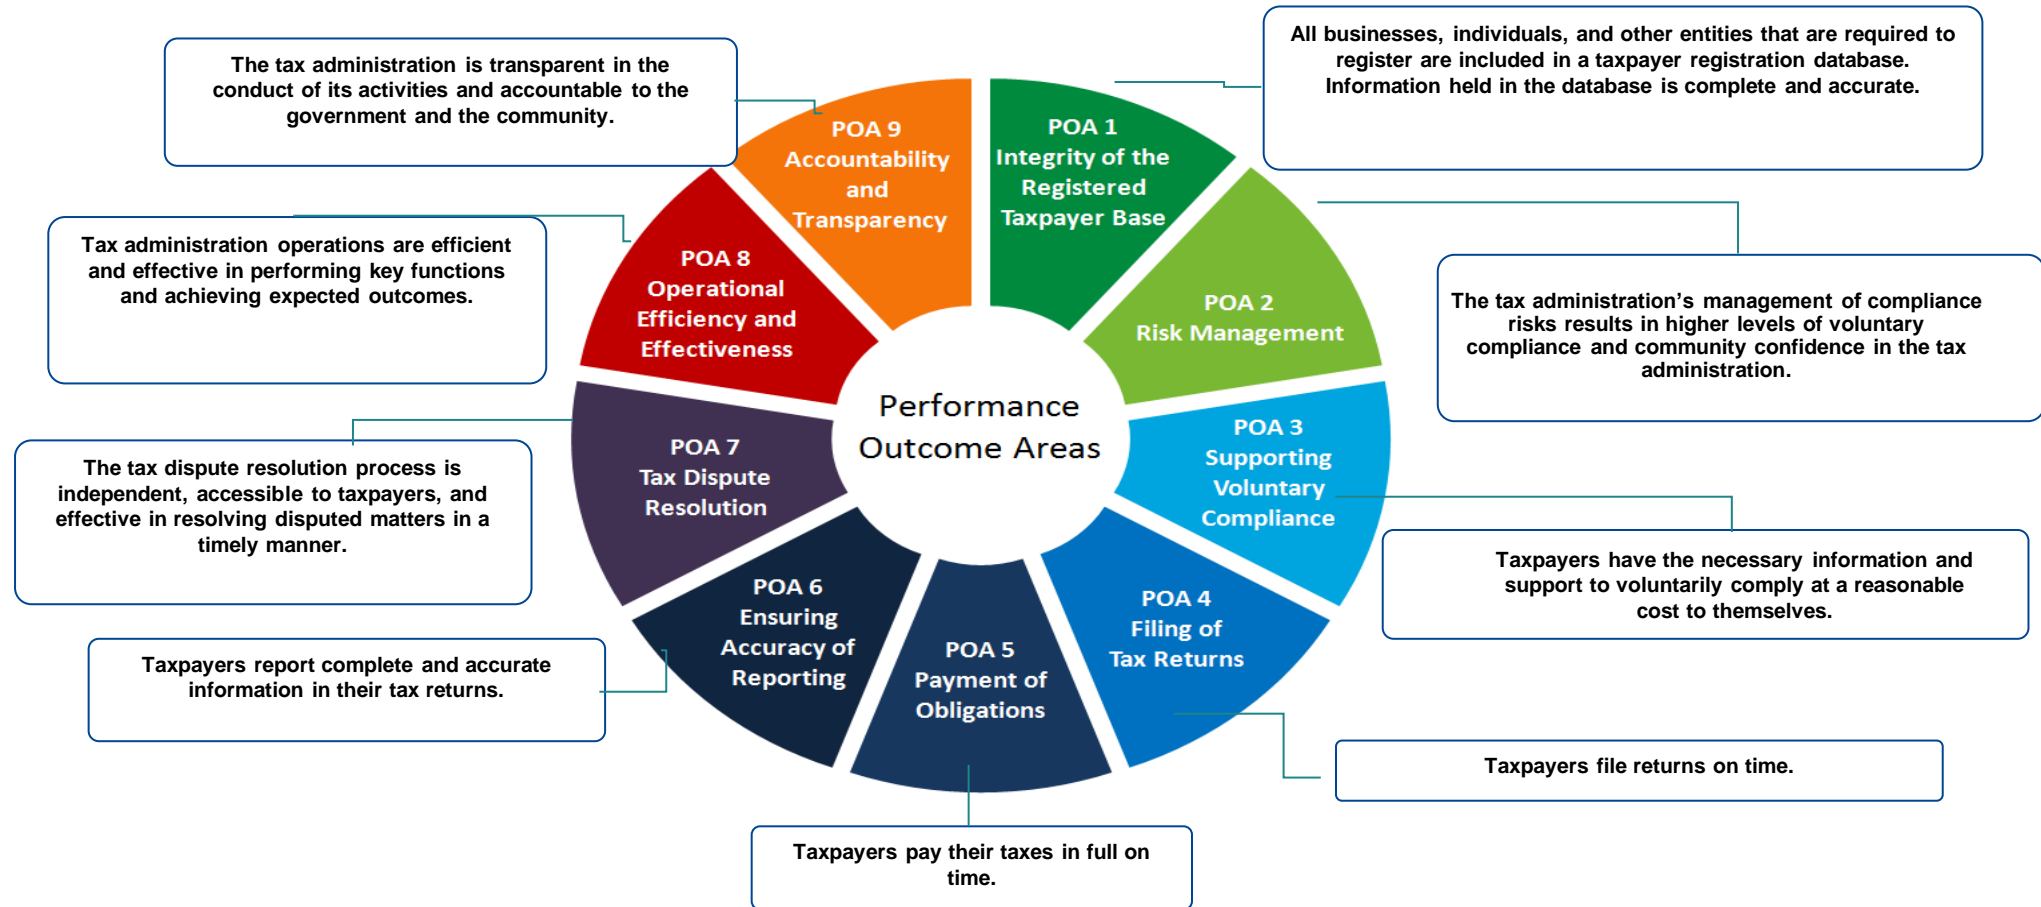 The tax administration is transparent in the
conduct of its activities and accountable to the
government and the community.
All businesses, individuals, and other entities that are required to
register are included in a taxpayer registration database.
Information held in the database is complete and accurate.
POA 9
Accountability
and
Transparency
POA 1
Integrity of the
Registered
Taxpayer Base
Tax administration operations are efficient
and effective in performing key functions
and achieving expected outcomes.
POA 8
Operational
Efficiency and
Effectiveness
POA 2
Risk Management
The tax administration’s management of compliance
risks results in higher levels of voluntary
compliance and community confidence in the tax
administration.
Performance
Outcome Areas
The tax dispute resolution process is
independent, accessible to taxpayers, and
effective in resolving disputed matters in a
timely manner.
POA 7
Tax Dispute
Resolution
POA 3
Supporting
Voluntary
Compliance
Taxpayers have the necessary information and
support to voluntarily comply at a reasonable
cost to themselves.
POA 6
Ensuring
Accuracy of
Reporting
POA 5
Payment of
Obligations
POA 4
Filing of
Tax Returns
Taxpayers report complete and accurate
information in their tax returns.
Taxpayers file returns on time.
Taxpayers pay their taxes in full on
time.